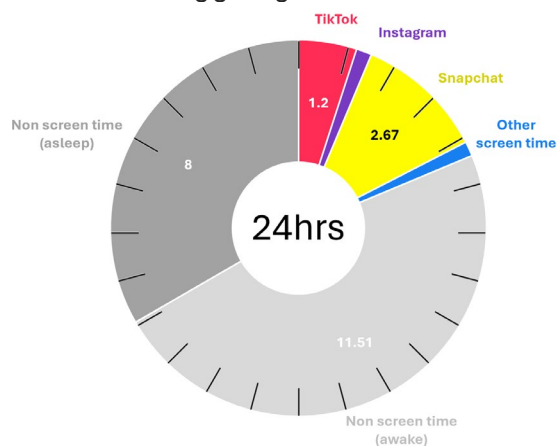 TikTok
Instagram
Snapchat
Other
screen time
Non screen time
(asleep)
1.2
2.67
8
24hrs
11.51
Non screen time
(awake)